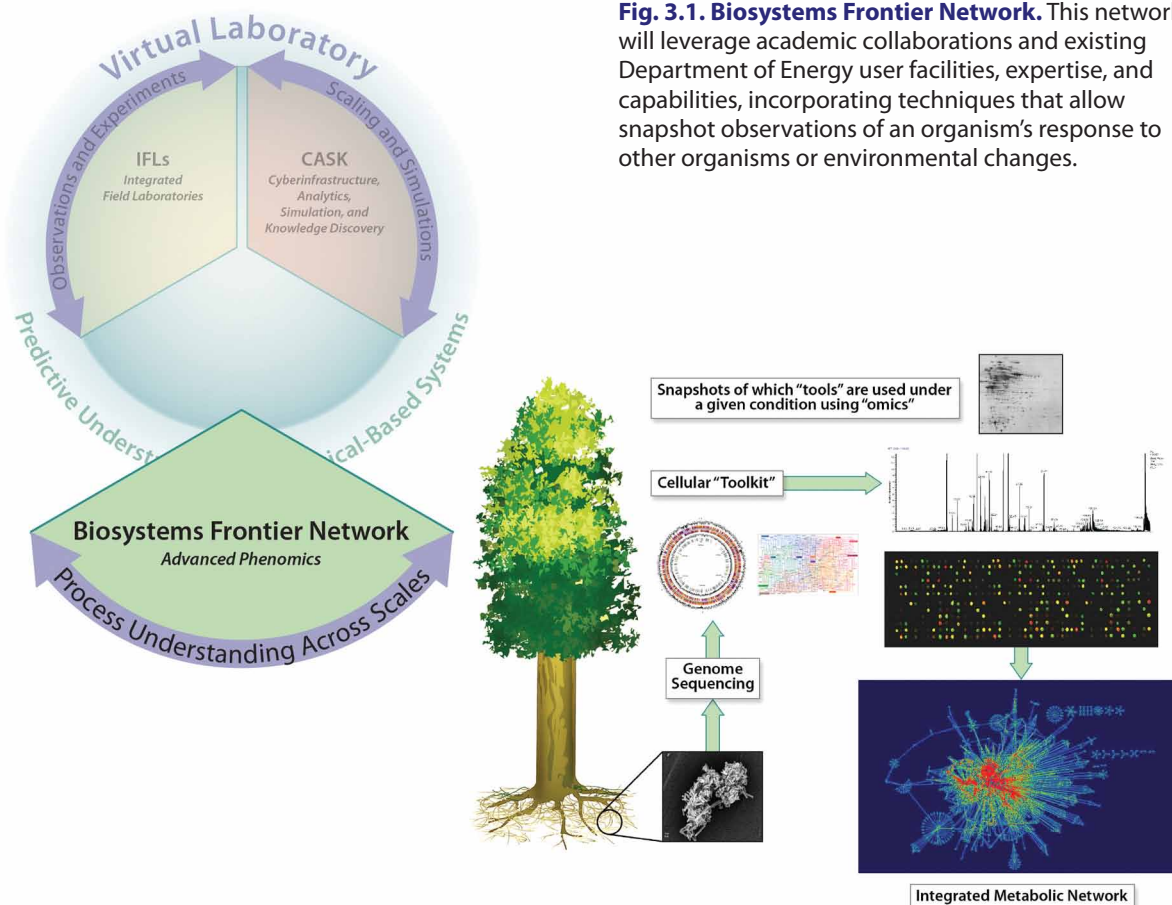 Fig. 3.1. Biosystems Frontier Network. This network
will leverage academic collaborations and existing
Department of Energy user facilities, expertise, and
capabilities, incorporating techniques that allow
snapshot observations of an organism's response to
other organisms or environmental changes.
Virtual Laboratory
Observations and Experiments
Scaling and Simulations
IFLs
Integrated
Field Laboratories
CASK
Cyberinfrastructure,
Analytics,
Simulation, and
Knowledge Discovery
Predictive Underst
ical-Based Systems
Biosystems Frontier Network
Advanced Phenomics
Process Understanding Across Scales
Snapshots of which "tools" are used under
a given condition using "omics"
Cellular "Toolkit"
Genome
Sequencing
Integrated Metabolic Network